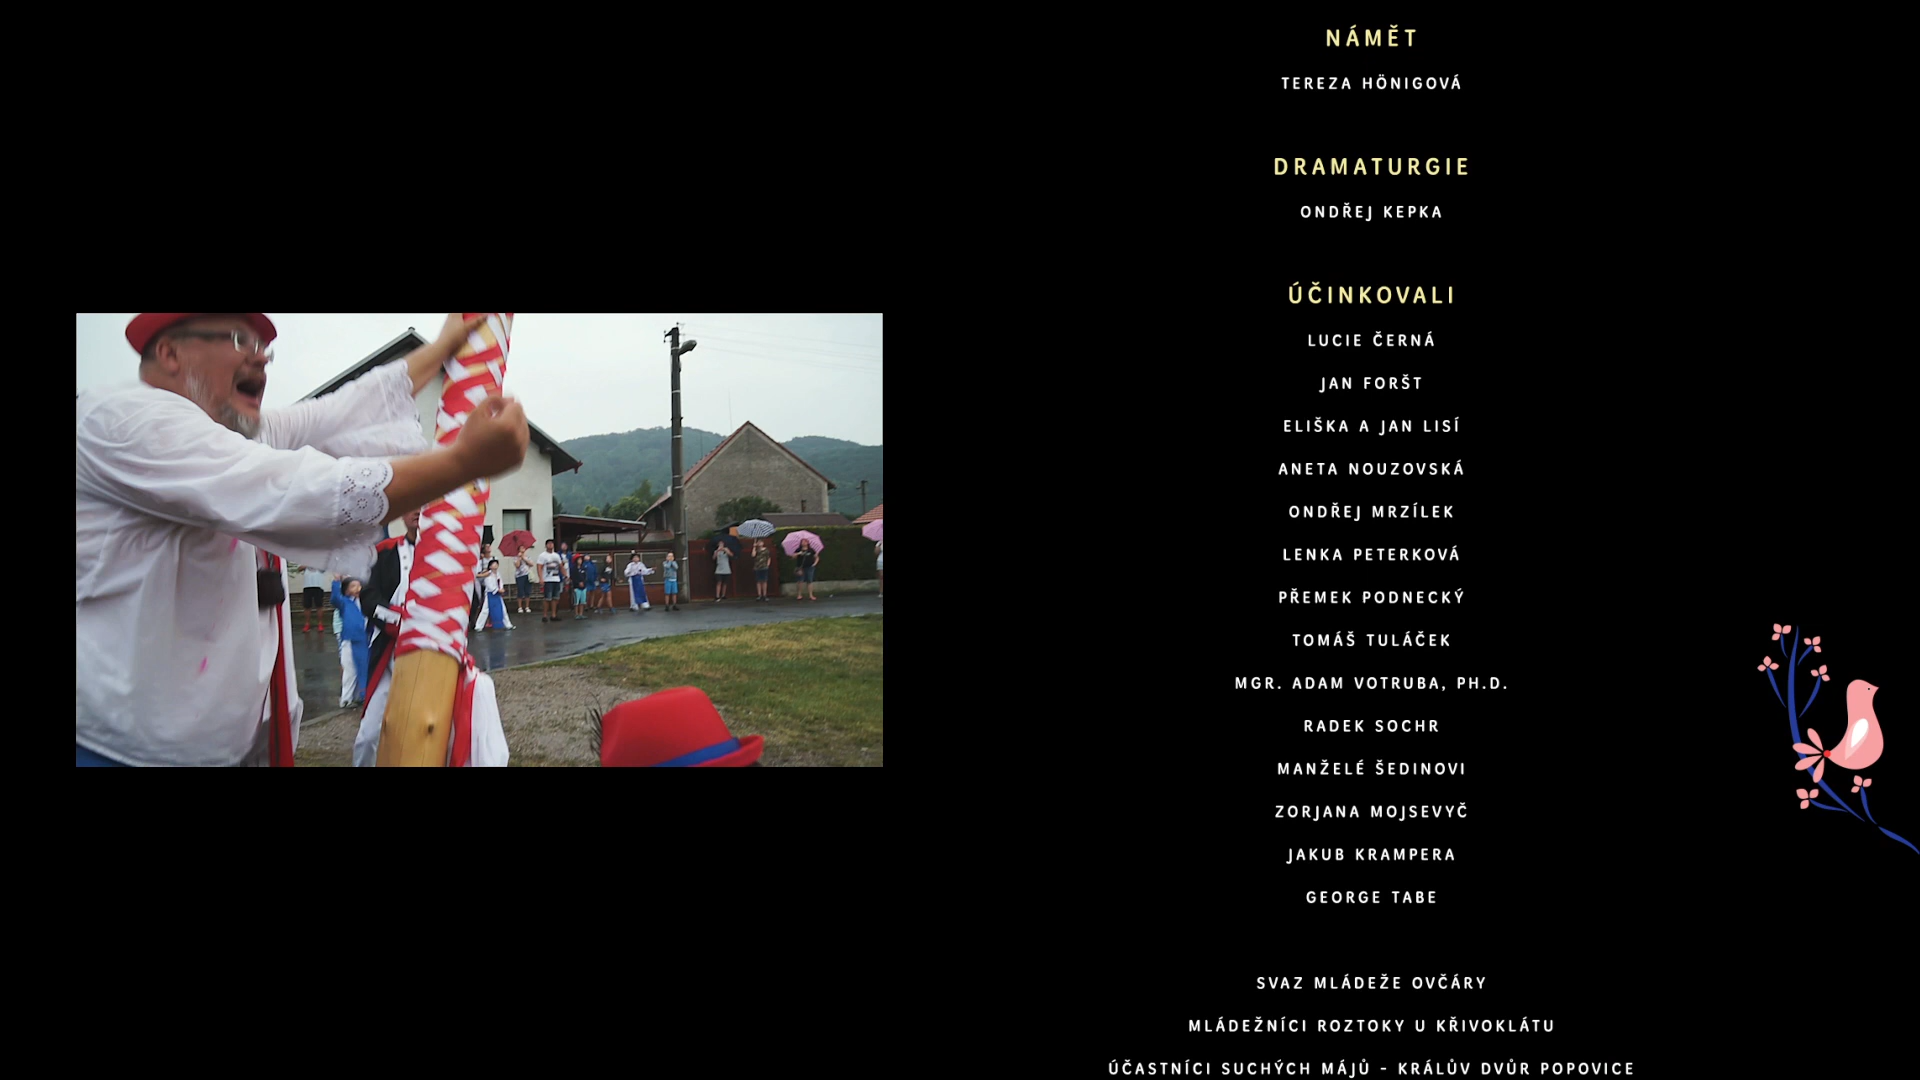 NÁMĚT
TEREZA HÖNIGOVÁ
DRAMATURGIE
ONDŘEJ KEPKA
ÚČINKOVALI
LUCIE ČERNÁ
JAN FORŠT
ELIŠKA A JAN LISÍ
ANETA NOUZOVSKÁ
ONDŘEJ MRZÍLEK
LENKA PETERKOVÁ
PŘEMEK PODNECKÝ
TOMÁŠ TULÁČEK
MGR. ADAM VOTRUBA, PH.D.
RADEK SOCHR
MANŽELÉ ŠEDINOVI
ZORJANA MOJSEVYČ
JAKUB KRAMPERA
GEORGE TABE
SVAZ MLÁDEŽE OVČÁRY
MLÁDEŽNÍCI ROZTOKY U KŘIVOKLÁTU
ÚČASTNÍCI SUCHÝCH MÁJŮ - KRÁLŮV DVŮR POPOVICE